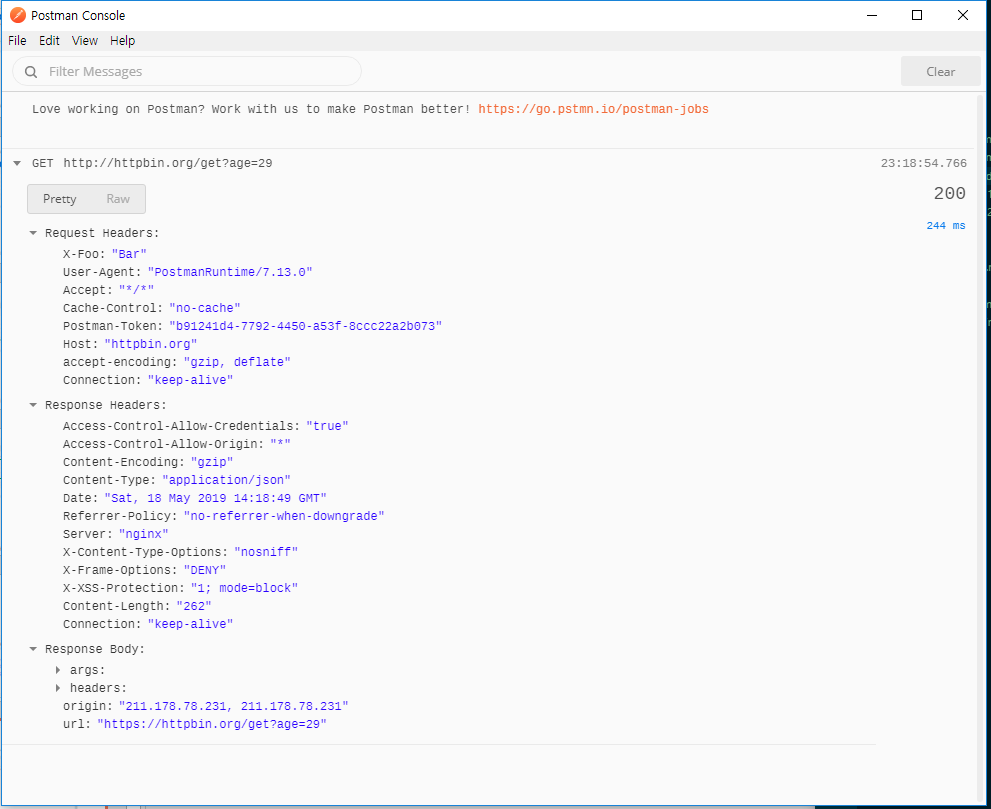 Postman Console
File Edit View Help
Filter Messages
Clear
Love working on Postman? Work with us to make Postman better! https://go.pstmn.io/postman-jobs
GET http://httpbin.org/get?age=29 23:18:54.766
Pretty Raw 200
244 ms
Request Headers:
X-Foo: "Bar"
User-Agent: "PostmanRuntime/7.13.0"
Accept: "*/*"
Cache-Control: "no-cache"
Postman-Token: "b91241d4-7792-4450-a53f-8ccc22a2b073"
Host: "httpbin.org"
accept-encoding: "gzip, deflate"
Connection: "keep-alive"
Response Headers:
Access-Control-Allow-Credentials: "true"
Access-Control-Allow-Origin: "*"
Content-Encoding: "gzip"
Content-Type: "application/json"
Date: "Sat, 18 May 2019 14:18:49 GMT"
Referrer-Policy: "no-referrer-when-downgrade"
Server: "nginx"
X-Content-Type-Options: "nosniff"
X-Frame-Options: "DENY"
X-XSS-Protection: "1; mode=block"
Content-Length: "262"
Connection: "keep-alive"
Response Body:
args:
headers:
origin: "211.178.78.231, 211.178.78.231"
url: "https://httpbin.org/get?age=29"